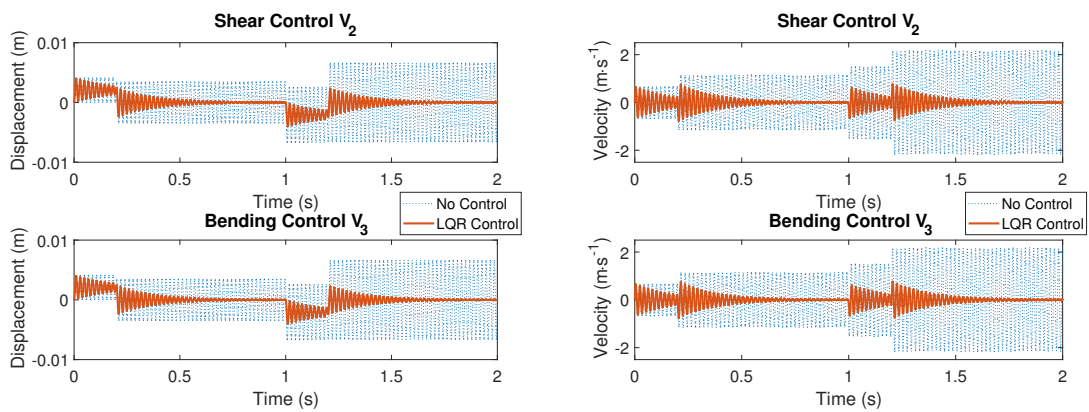 Shear Control V2
Displacement (m)
0.01
0
-0.01
0
0.5
1
1.5
2
Time (s)
Shear Control V2
Velocity (m·s-1)
2
0
-2
0
0.5
1
1.5
2
Time (s)
No Control
LQR Control
Bending Control V3
Displacement (m)
0.01
0
-0.01
0
0.5
1
1.5
2
Time (s)
No Control
LQR Control
Bending Control V3
Velocity (m·s-1)
2
0
-2
0
0.5
1
1.5
2
Time (s)